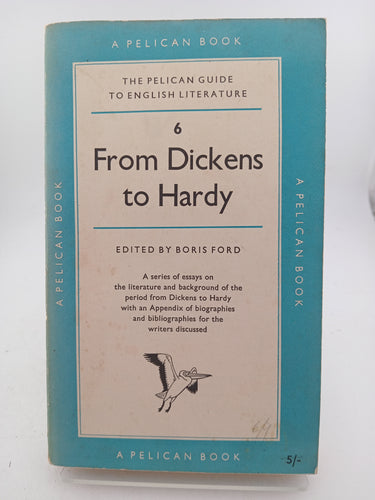 A PELICAN BOOK
THE PELICAN GUIDE
TO ENGLISH LITERATURE
6
From Dickens
to Hardy
EDITED BY BORIS FORD
A series of essays on
the literature and background of the
period from Dickens to Hardy
with an Appendix of biographies
and bibliographies for the
writers discussed
A PELICAN BOOK
A PELICAN BOOK
A PELICAN BOOK
5/-